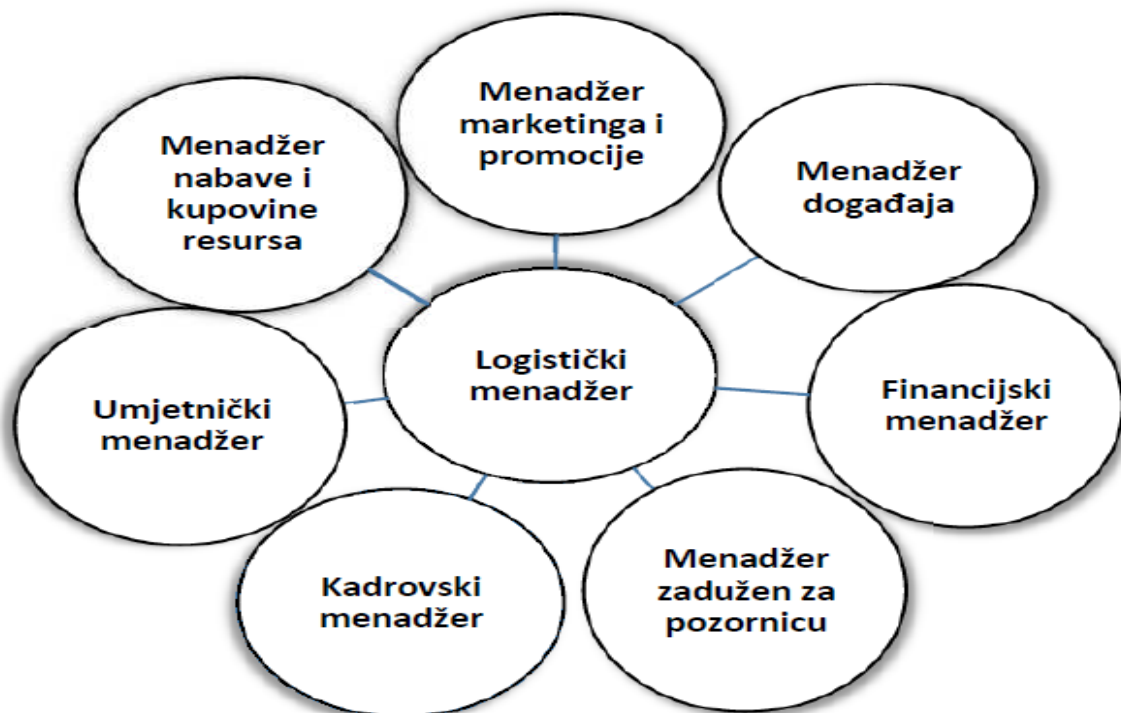 Menadžer
marketinga i
promocije
Menadžer
nabave i
kupovine
resursa
Menadžer
događaja
Logistički
menadžer
Umjetnički
menadžer
Financijski
menadžer
Kadrovski
menadžer
Menadžer
zadužen za
pozornicu